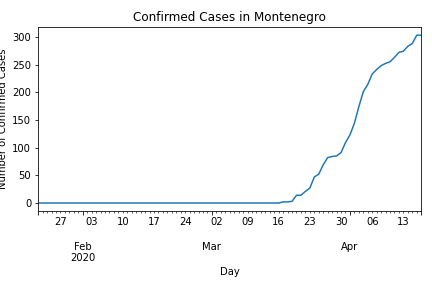 Confirmed Cases in Montenegro
Number of Confirmed Cases
300
250
200
150
100
50
0
27 03 10 17 24 02 09 16 23 30 06 13
Feb Mar Apr
2020
Day